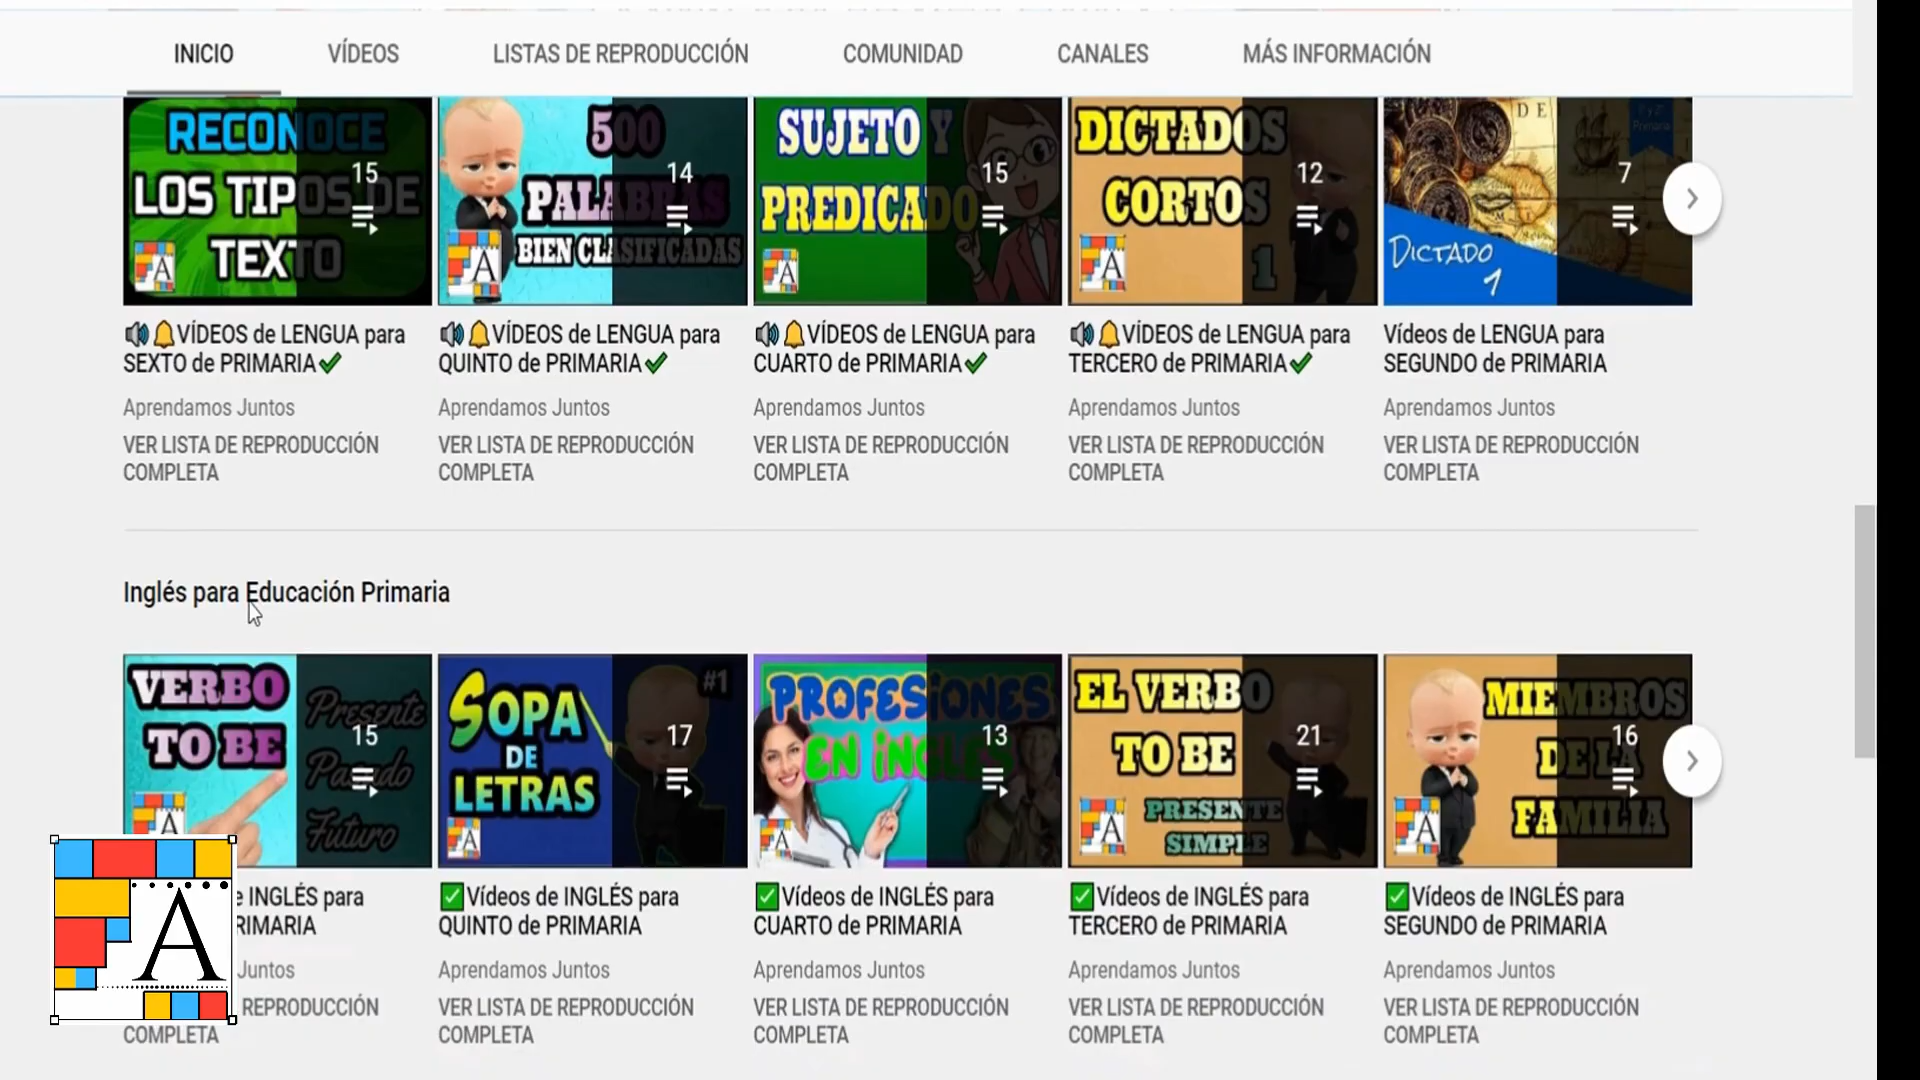 INICIO
VÍDEOS
LISTAS DE REPRODUCCIÓN
COMUNIDAD
CANALES
MÁS INFORMACIÓN
RECONOCE
LOS TIPOS DE
TEXTO
15
A
500
PALABRAS
BIEN CLASIFICADAS
14
A
SUJETO Y
PREDICADO
15
A
DICTADOS
CORTOS
1
12
A
DE
Primaria
DICTADO
1
7
🔊🔔VÍDEOS de LENGUA para
SEXTO de PRIMARIA✔
Aprendamos Juntos
VER LISTA DE REPRODUCCIÓN
COMPLETA
🔊🔔VÍDEOS de LENGUA para
QUINTO de PRIMARIA✔
Aprendamos Juntos
VER LISTA DE REPRODUCCIÓN
COMPLETA
🔊🔔VÍDEOS de LENGUA para
CUARTO de PRIMARIA✔
Aprendamos Juntos
VER LISTA DE REPRODUCCIÓN
COMPLETA
🔊🔔VÍDEOS de LENGUA para
TERCERO de PRIMARIA✔
Aprendamos Juntos
VER LISTA DE REPRODUCCIÓN
COMPLETA
Vídeos de LENGUA para
SEGUNDO de PRIMARIA
Aprendamos Juntos
VER LISTA DE REPRODUCCIÓN
COMPLETA
Inglés para Educación Primaria
VERBO
TO BE
Presente
Pasado
Futuro
15
A
SOPA
DE
LETRAS
#1
17
A
PROFESIONES
EN INGLÉS
13
A
EL VERBO
TO BE
PRESENTE
SIMPLE
21
A
MIEMBROS
DE LA
FAMILIA
16
A
A
e INGLÉS para
RIMARIA
Juntos
REPRODUCCIÓN
COMPLETA
✅Vídeos de INGLÉS para
QUINTO de PRIMARIA
Aprendamos Juntos
VER LISTA DE REPRODUCCIÓN
COMPLETA
✅Vídeos de INGLÉS para
CUARTO de PRIMARIA
Aprendamos Juntos
VER LISTA DE REPRODUCCIÓN
COMPLETA
✅Vídeos de INGLÉS para
TERCERO de PRIMARIA
Aprendamos Juntos
VER LISTA DE REPRODUCCIÓN
COMPLETA
✅Vídeos de INGLÉS para
SEGUNDO de PRIMARIA
Aprendamos Juntos
VER LISTA DE REPRODUCCIÓN
COMPLETA